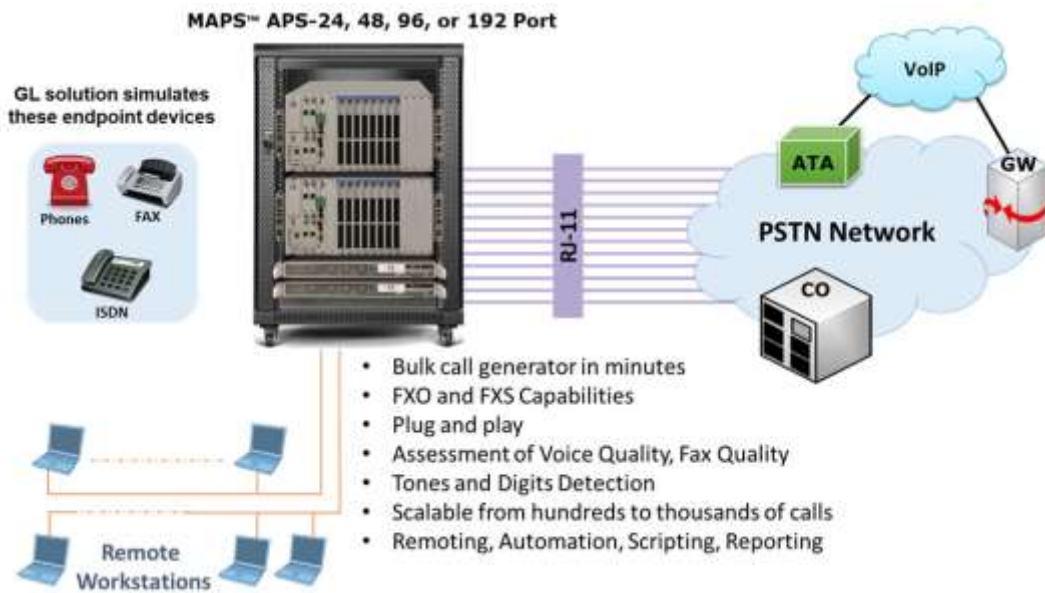 MAPS™ APS-24, 48, 96, or 192 Port
GL solution simulates
these endpoint devices
Phones
FAX
ISDN
RJ-11
VoIP
ATA
GW
PSTN Network
CO
• Bulk call generator in minutes
• FXO and FXS Capabilities
• Plug and play
• Assessment of Voice Quality, Fax Quality
• Tones and Digits Detection
• Scalable from hundreds to thousands of calls
• Remoting, Automation, Scripting, Reporting
Remote
Workstations